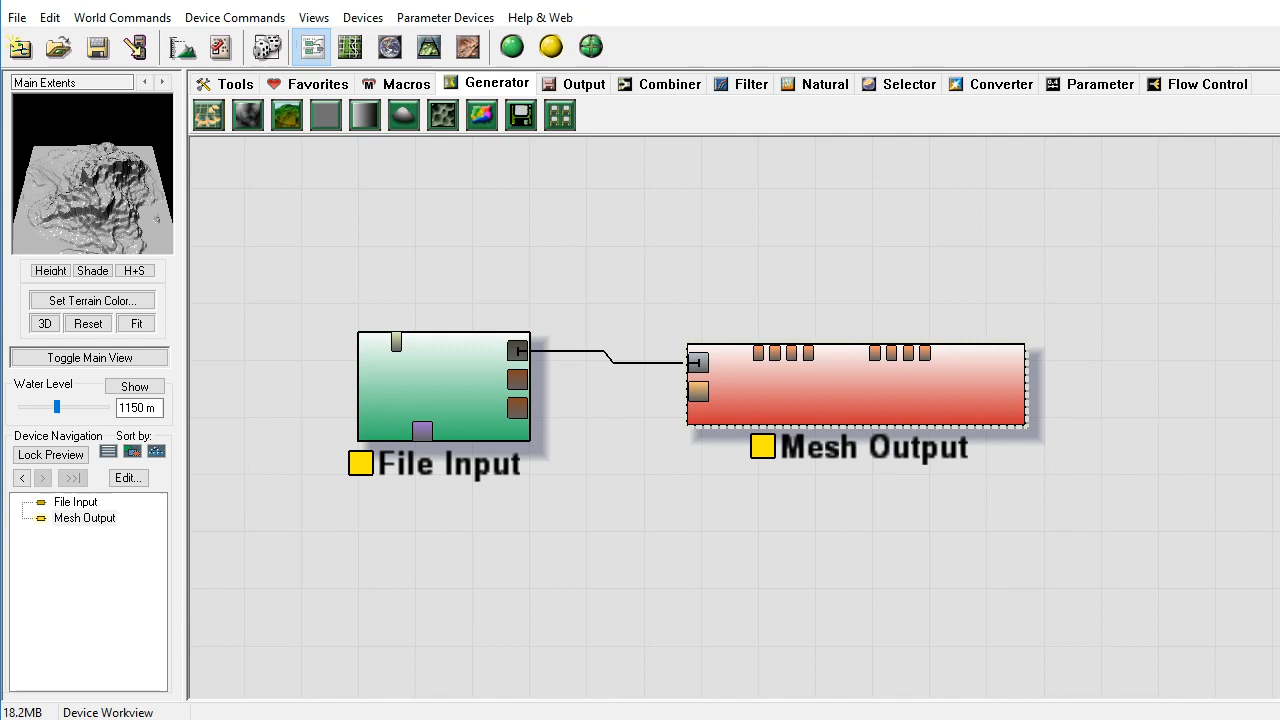 File Edit World Commands Device Commands Views Devices Parameter Devices Help & Web
Main Extents
Tools Favorites Macros Generator Output Combiner Filter Natural Selector Converter Parameter Flow Control
Height Shade H+S
Set Terrain Color...
3D Reset Fit
Toggle Main View
Water Level Show
1150 m
Device Navigation Sort by:
Lock Preview
< > >>| Edit...
File Input
Mesh Output
File Input
Mesh Output
18.2MB Device Workview